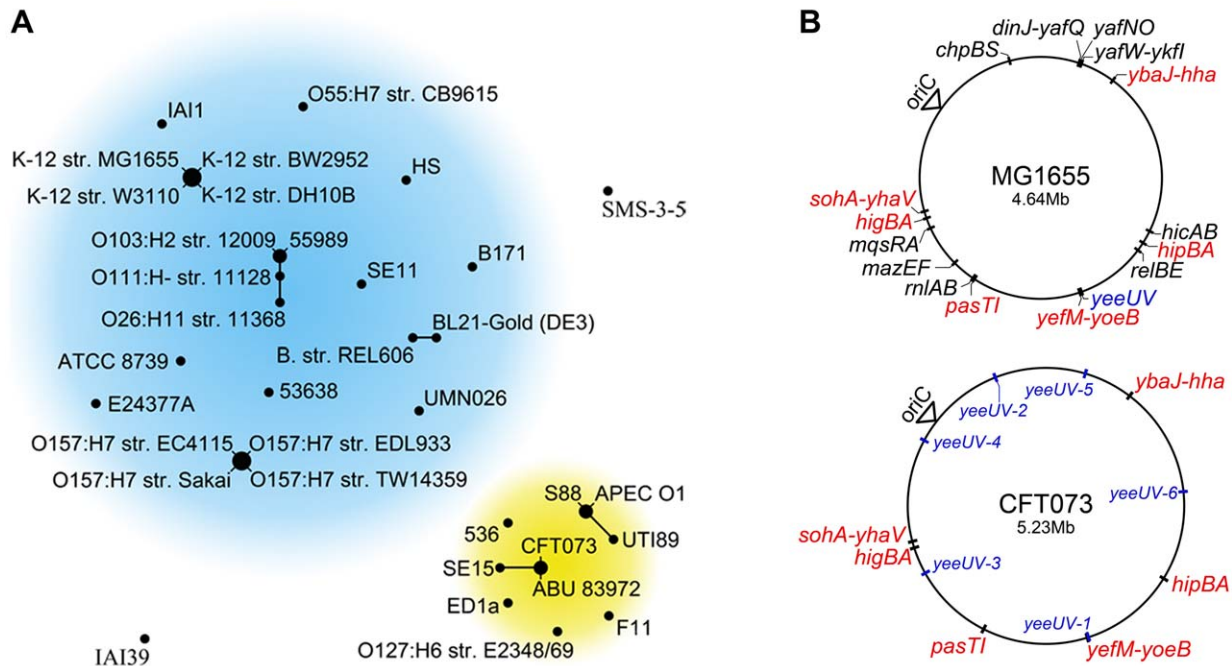 A
O55:H7 str. CB9615
IAI1
K-12 str. MG1655 K-12 str. BW2952
K-12 str. W3110 K-12 str. DH10B
HS
SMS-3-5
O103:H2 str. 12009 55989
O111:H- str. 11128
O26:H11 str. 11368
SE11
B171
BL21-Gold (DE3)
B. str. REL606
ATCC 8739
E24377A
53638
UMN026
O157:H7 str. EC4115 O157:H7 str. EDL933
O157:H7 str. Sakai O157:H7 str. TW14359
S88 APEC O1
536
CFT073
UTI89
SE15
ABU 83972
ED1a
F11
O127:H6 str. E2348/69
IAI39
B
dinJ-yafQ yafNO
chpBS yafW-ykfI
ybaJ-hha
oriC
MG1655
4.64Mb
sohA-yhaV
higBA
mqsRA
mazEF
rnlAB
pasTI
hicAB
hipBA
relBE
yeeUV
yefM-yoeB
yeeUV-5
ybaJ-hha
yeeUV-2
oriC
yeeUV-4
CFT073
5.23Mb
yeeUV-6
sohA-yhaV
higBA
yeeUV-3
hipBA
yeeUV-1
pasTI
yefM-yoeB